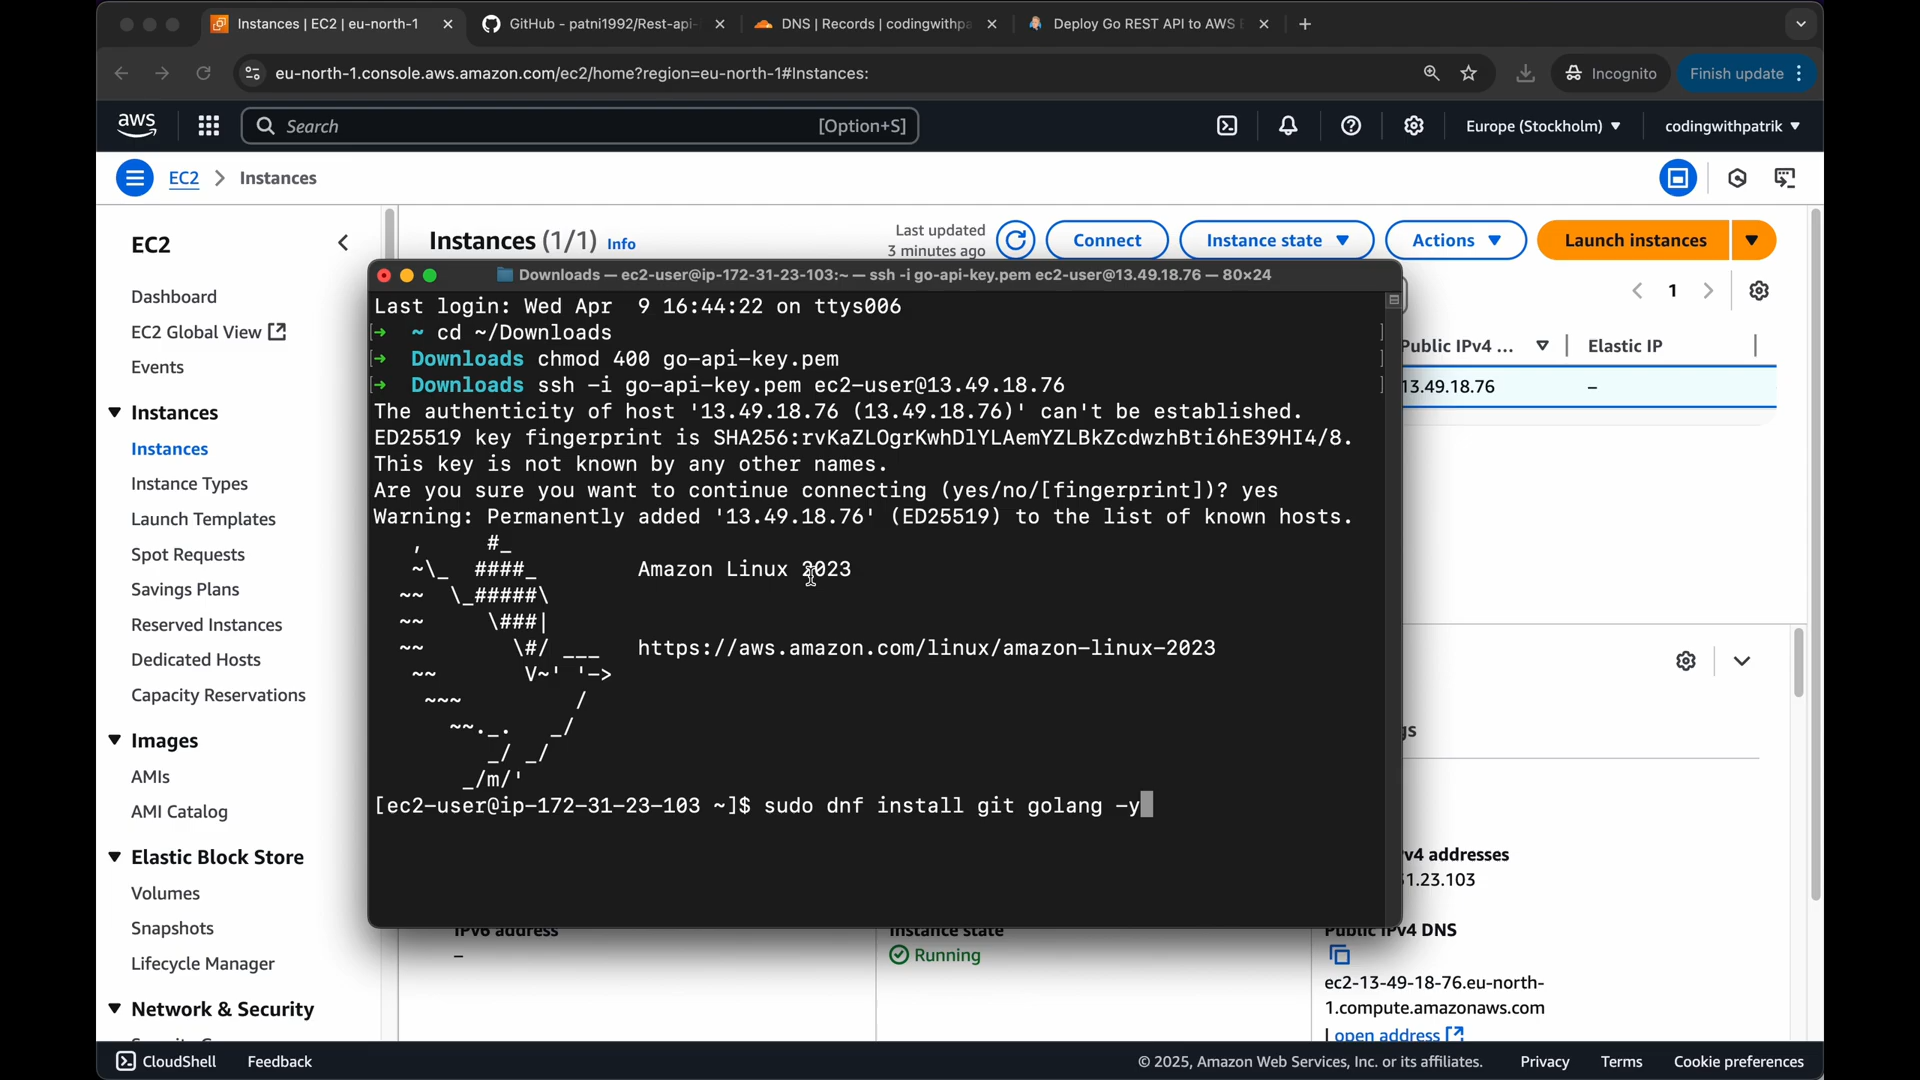 Instances | EC2 | eu-north-1
GitHub - patni1992/Rest-api-
DNS | Records | codingwithpa
Deploy Go REST API to AWS E
eu-north-1.console.aws.amazon.com/ec2/home?region=eu-north-1#Instances:
Incognito
Finish update
aws
Search
[Option+S]
Europe (Stockholm)
codingwithpatrik
EC2 > Instances
EC2
Dashboard
EC2 Global View
Events
Instances
Instances
Instance Types
Launch Templates
Spot Requests
Savings Plans
Reserved Instances
Dedicated Hosts
Capacity Reservations
Images
AMIs
AMI Catalog
Elastic Block Store
Volumes
Snapshots
Lifecycle Manager
Network & Security
Instances (1/1) Info
Last updated
3 minutes ago
Connect
Instance state
Actions
Launch instances
1
Public IPv4 ...
Elastic IP
13.49.18.76
–
Downloads — ec2-user@ip-172-31-23-103:~ — ssh -i go-api-key.pem ec2-user@13.49.18.76 — 80×24
Last login: Wed Apr  9 16:44:22 on ttys006
[→  ~ cd ~/Downloads ]
[→  Downloads chmod 400 go-api-key.pem ]
[→  Downloads ssh -i go-api-key.pem ec2-user@13.49.18.76 ]
The authenticity of host '13.49.18.76 (13.49.18.76)' can't be established.
ED25519 key fingerprint is SHA256:rvKaZLOgrKwhDlYLAemYZLBkZcdwzhBti6hE39HI4/8.
This key is not known by any other names.
Are you sure you want to continue connecting (yes/no/[fingerprint])? yes
Warning: Permanently added '13.49.18.76' (ED25519) to the list of known hosts.
   ,     #_
   ~\_  ####_        Amazon Linux 2023
  ~~  \_#####\
  ~~     \###|
  ~~       \#/ ___   https://aws.amazon.com/linux/amazon-linux-2023
   ~~       V~' '->
    ~~~         /
      ~~._.   _/
         _/ _/
       _/m/'
[ec2-user@ip-172-31-23-103 ~]$ sudo dnf install git golang -y
gs
v4 addresses
31.23.103
IPv6 address
–
Instance state
Running
Public IPv4 DNS
ec2-13-49-18-76.eu-north-
1.compute.amazonaws.com
| open address
CloudShell
Feedback
© 2025, Amazon Web Services, Inc. or its affiliates.
Privacy
Terms
Cookie preferences